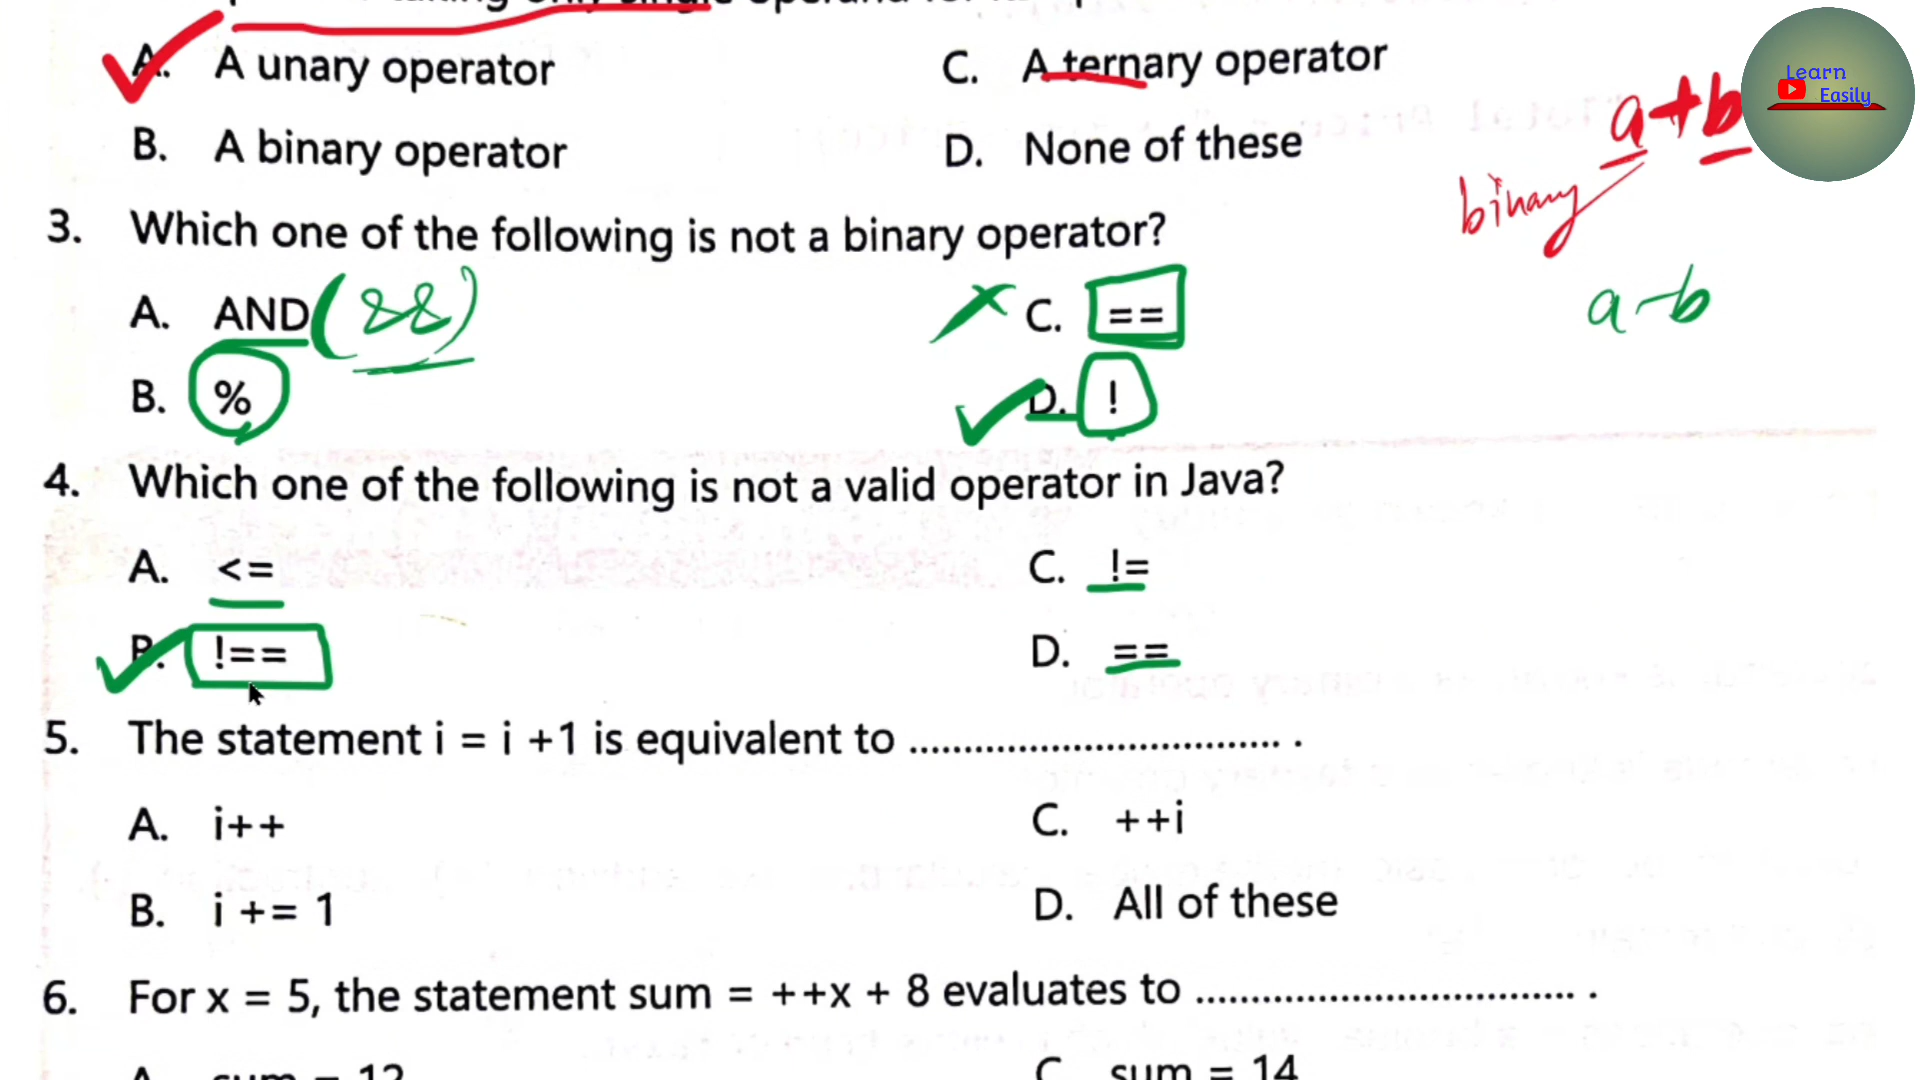 A. A unary operator
C. A ternary operator
B. A binary operator
D. None of these
a+b
binary
Learn
Easily
3. Which one of the following is not a binary operator?
A. AND (&&)
C. ==
a-b
B. %
D. !
4. Which one of the following is not a valid operator in Java?
A. <=
C. !=
B. !==
D. ==
5. The statement i = i +1 is equivalent to .................................. .
A. i++
C. ++i
B. i += 1
D. All of these
6. For x = 5, the statement sum = ++x + 8 evaluates to .................................. .
A. sum = 12
C. sum = 14